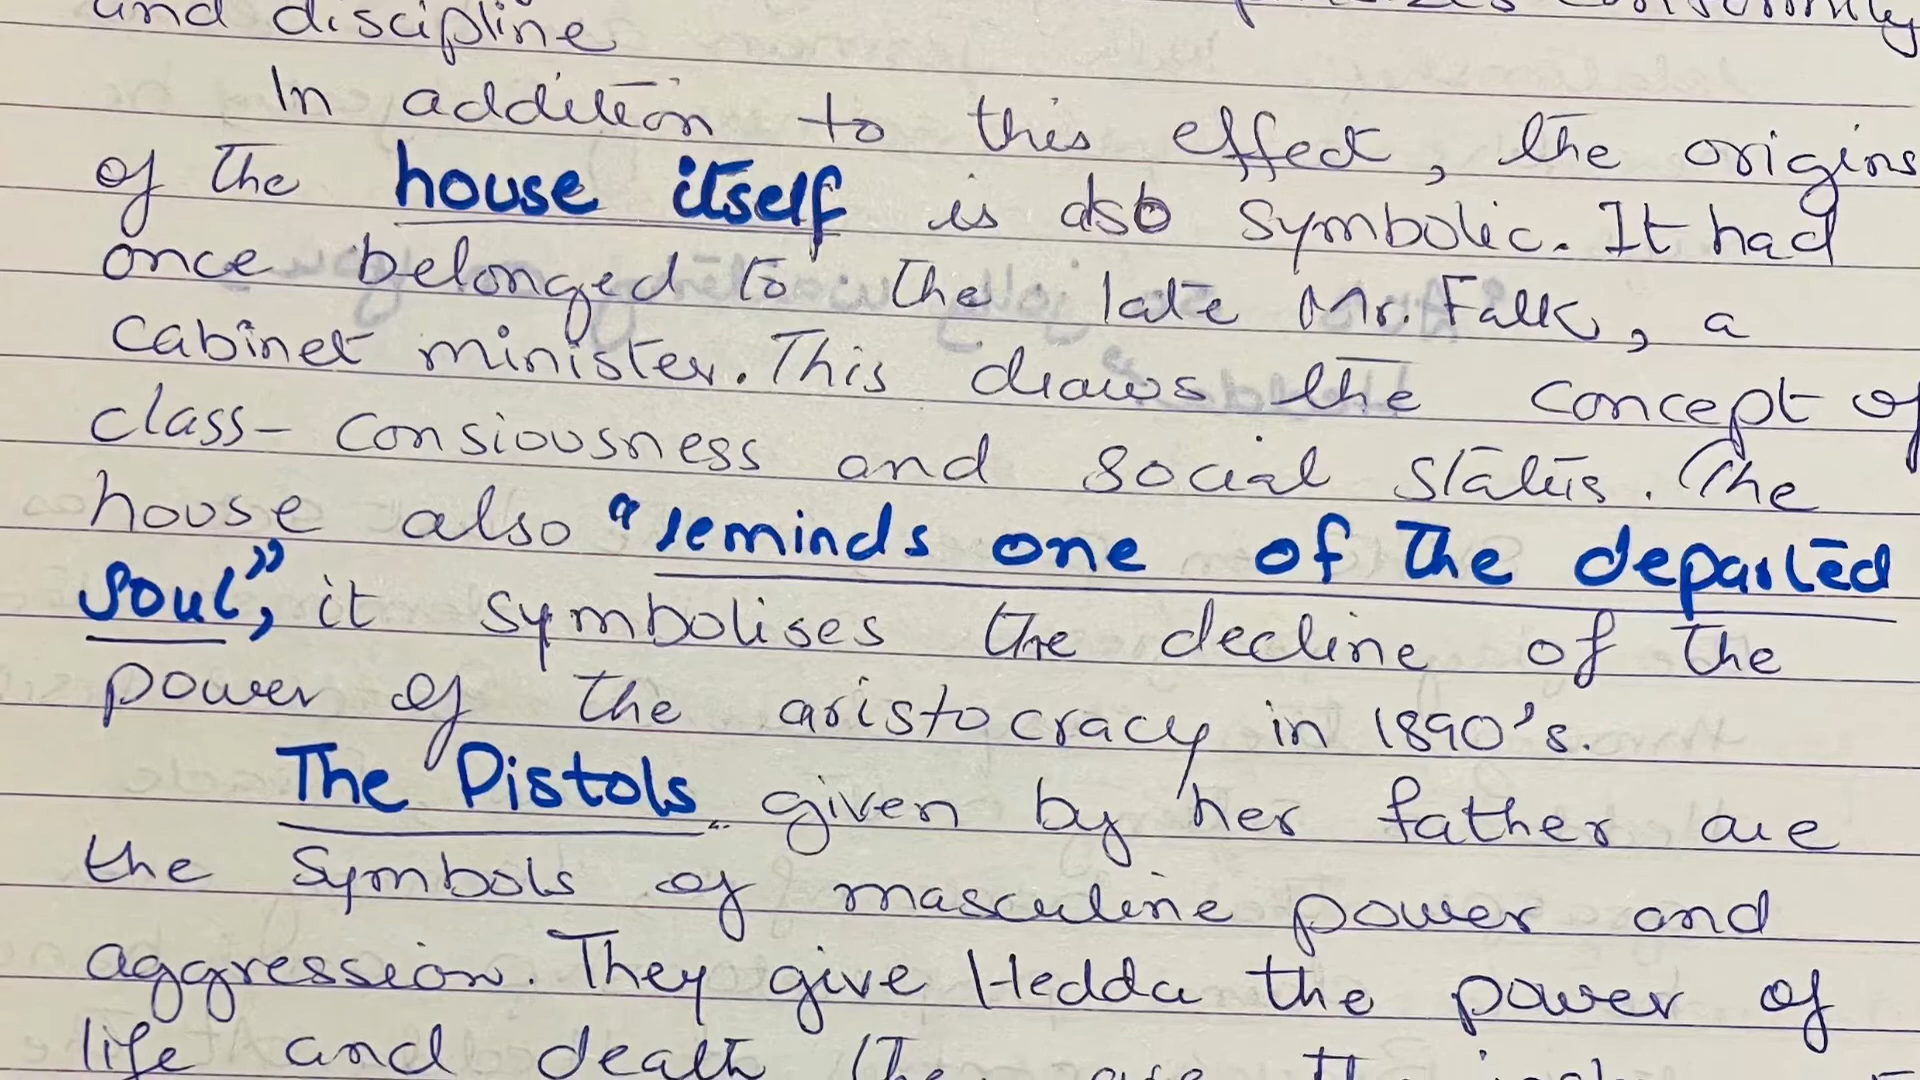 and discipline conformity
In addition to this effect, the origins
of the house itself is also symbolic. It had
once belonged to the late Mr. Falk, a
cabinet minister. This draws the concept of
class-consiousness and social status. The
house also "reminds one of the departed
soul", it symbolises the decline of the
power of the aristocracy in 1890's.
The Pistols given by her father are
the symbols of masculine power and
aggression. They give Hedda the power of
life and death